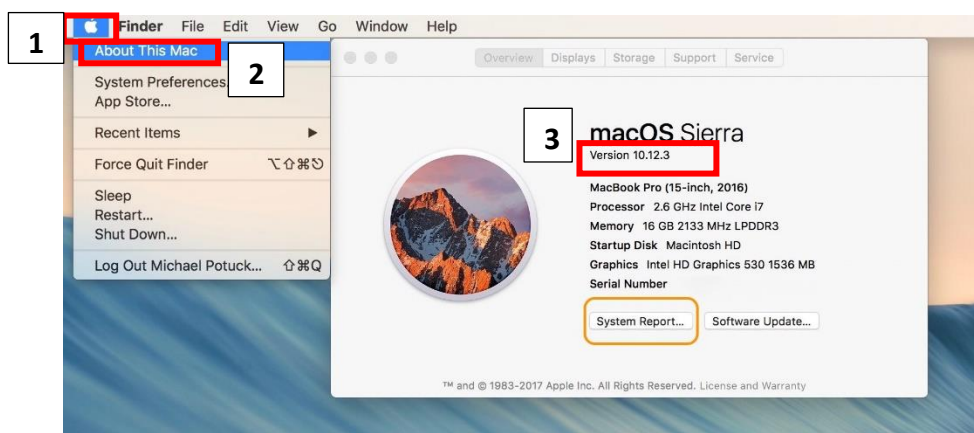 1
Finder File Edit View Go Window Help
About This Mac
2
System Preferences
App Store...
Recent Items
Force Quit Finder ⌥⇧⌘⎋
Sleep
Restart...
Shut Down...
Log Out Michael Potuck... ⇧⌘Q
Overview Displays Storage Support Service
3
macOS Sierra
Version 10.12.3
MacBook Pro (15-inch, 2016)
Processor 2.6 GHz Intel Core i7
Memory 16 GB 2133 MHz LPDDR3
Startup Disk Macintosh HD
Graphics Intel HD Graphics 530 1536 MB
Serial Number
System Report... Software Update...
™ and © 1983-2017 Apple Inc. All Rights Reserved. License and Warranty